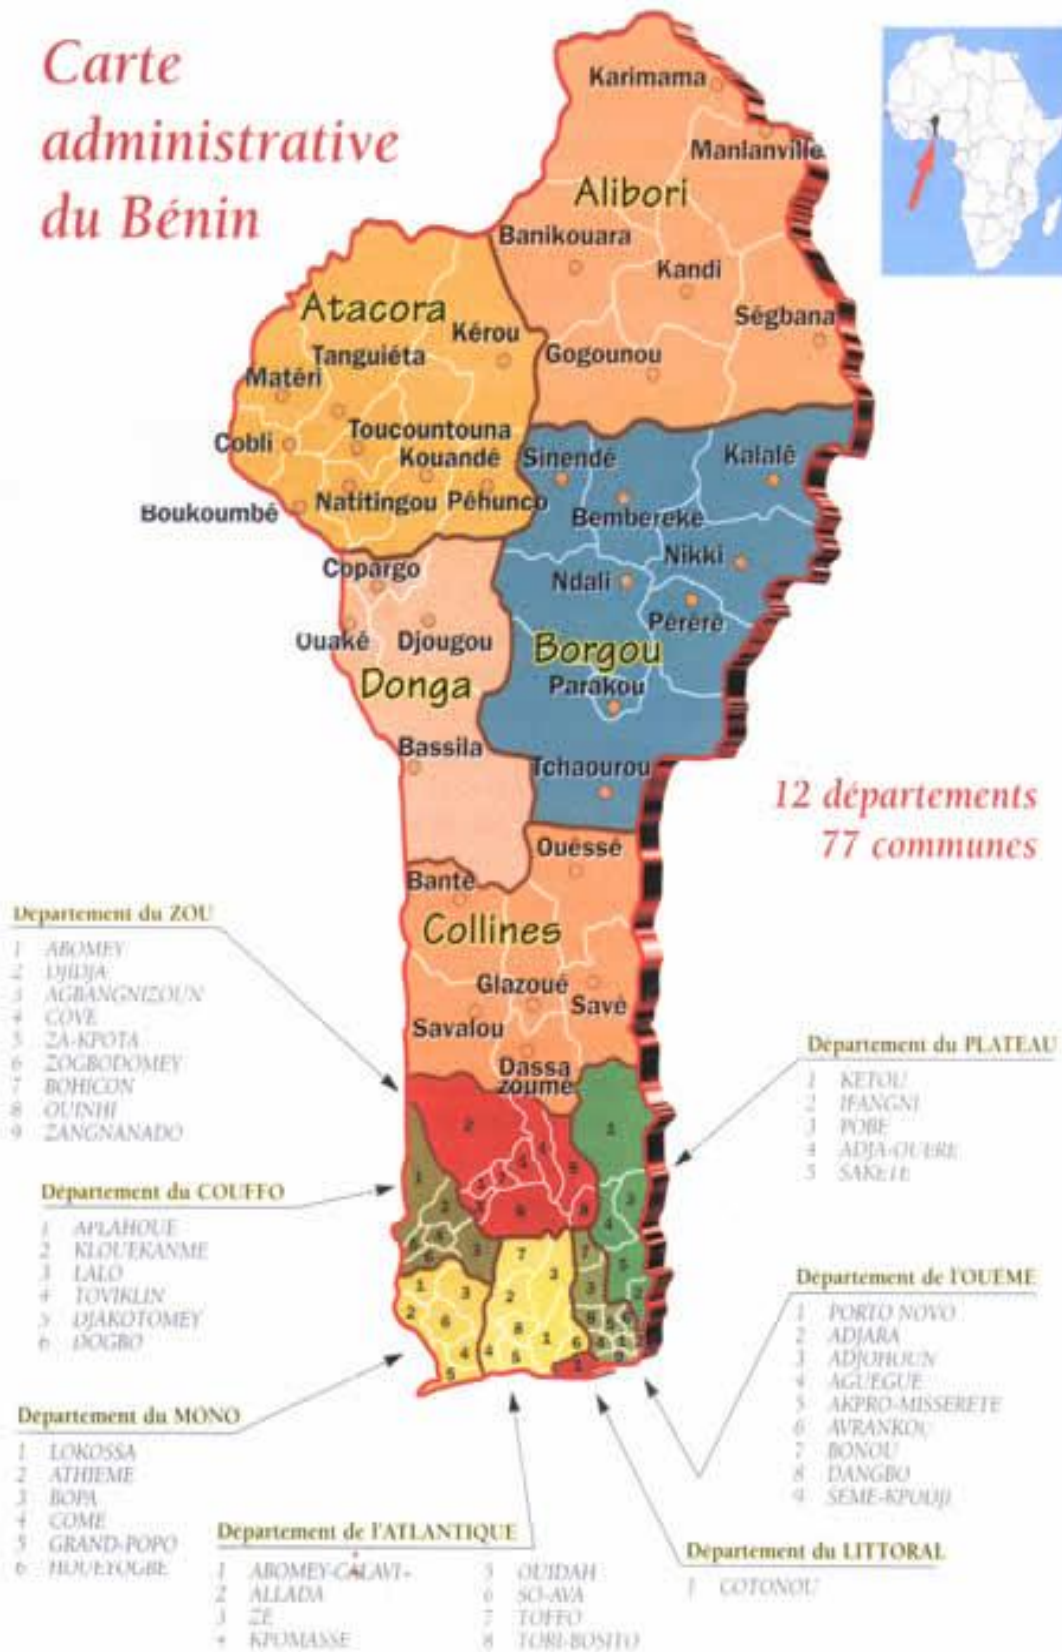 Carte
administrative
du Bénin
Karimama
Manlanville
Alibori
Banikouara
Kandi
Ségbana
Gogounou
Atacora
Kérou
Tanguiéta
Matéri
Toucountouna
Cobli
Kouandé
Natitingou
Péhunco
Boukoumbé
Sinendé
Kalalé
Bembereke
Nikki
Ndali
Péréré
Borgou
Parakou
Tchaourou
Copargo
Ouaké
Djougou
Donga
Bassila
12 départements
77 communes
Ouéssé
Bante
Collines
Glazoué
Savé
Savalou
Dassa
zoumé
Département du ZOU
1 ABOMEY
2 DJIDJA
3 AGBANGNIZOUN
4 COVE
5 ZA-KPOTA
6 ZOGBODOMEY
7 BOHICON
8 OUINHI
9 ZANGNANADO
Département du PLATEAU
1 KETOU
2 IFANGNI
3 POBE
4 ADJA-OUERE
5 SAKETE
Département du COUFFO
1 APLAHOUE
2 KLOUEKANME
3 LALO
4 TOVIKLIN
5 DJAKOTOMEY
6 DOGBO
Département de l'OUEME
1 PORTO NOVO
2 ADJARA
3 ADJOHOUN
4 AGUEGUE
5 AKPRO-MISSERETE
6 AVRANKOU
7 BONOU
8 DANGBO
9 SEME-KPODJI
Département du MONO
1 LOKOSSA
2 ATHIEME
3 BOPA
4 COME
5 GRAND-POPO
6 HOUEYOGBE
Département de l'ATLANTIQUE
1 ABOMEY-CALAVI
2 ALLADA
3 ZE
4 KPOMASSE
5 OUIDAH
6 SO-AVA
7 TOFFO
8 TORI-BOSITO
Département du LITTORAL
1 COTONOU